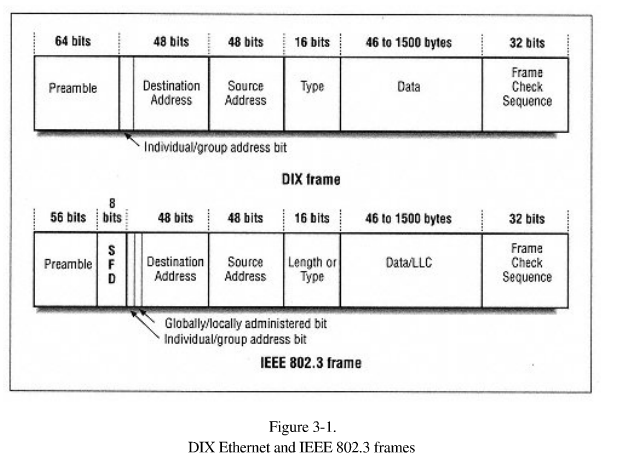 64 bits 48 bits 48 bits 16 bits 46 to 1500 bytes 32 bits
Preamble
Destination
Address
Source
Address
Type
Data
Frame
Check
Sequence
Individual/group address bit
DIX frame
56 bits 8 bits 48 bits 48 bits 16 bits 46 to 1500 bytes 32 bits
Preamble
S
F
D
Destination
Address
Source
Address
Length or
Type
Data/LLC
Frame
Check
Sequence
Globally/locally administered bit
Individual/group address bit
IEEE 802.3 frame
Figure 3-1.
DIX Ethernet and IEEE 802.3 frames